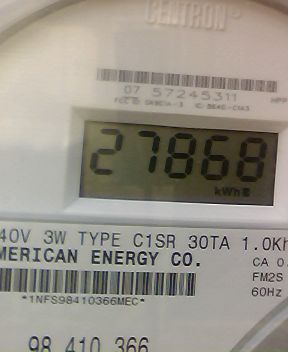 CENTRON®
07 57245311
27868
kWh
40V 3W TYPE C1SR 30TA 1.0Kh
MERICAN ENERGY CO.
CA 0.
FM2S
60Hz
*1NFS98410366MEC*
98 410 366